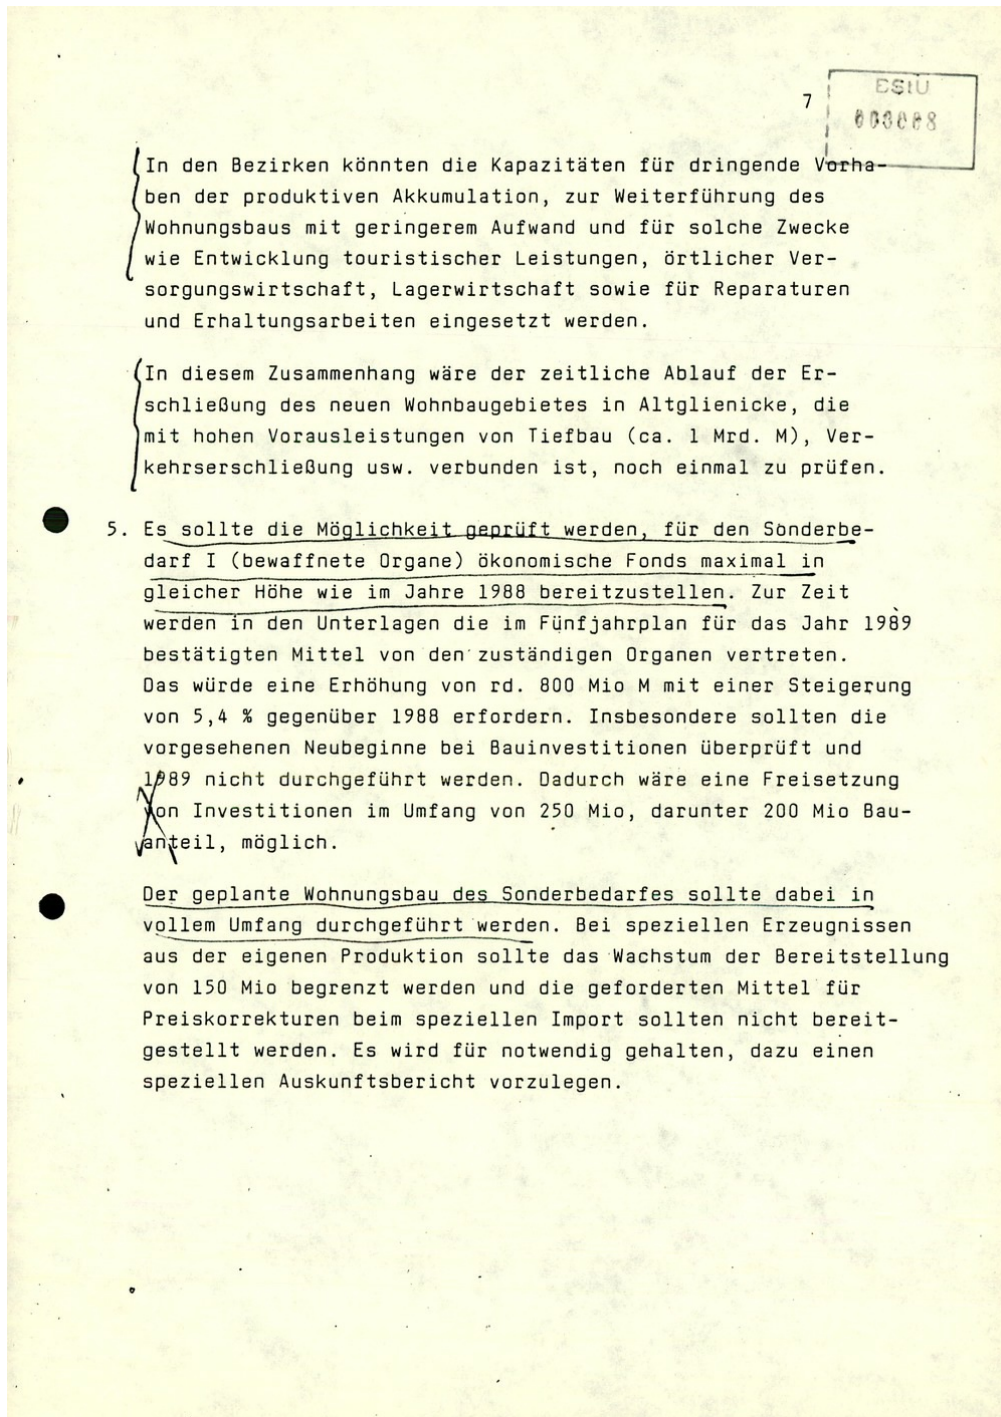 7
BStU
In den Bezirken könnten die Kapazitäten für dringende Vorha-
ben der produktiven Akkumulation, zur Weiterführung des
Wohnungsbaus mit geringerem Aufwand und für solche Zwecke
wie Entwicklung touristischer Leistungen, örtlicher Ver-
sorgungswirtschaft, Lagerwirtschaft sowie für Reparaturen
und Erhaltungsarbeiten eingesetzt werden.
In diesem Zusammenhang wäre der zeitliche Ablauf der Er-
schließung des neuen Wohnbaugebietes in Altglienicke, die
mit hohen Vorausleistungen von Tiefbau (ca. 1 Mrd. M), Ver-
kehrserschließung usw. verbunden ist, noch einmal zu prüfen.
5. Es sollte die Möglichkeit geprüft werden, für den Sonderbe-
darf I (bewaffnete Organe) ökonomische Fonds maximal in
gleicher Höhe wie im Jahre 1988 bereitzustellen. Zur Zeit
werden in den Unterlagen die im Fünfjahrplan für das Jahr 1989
bestätigten Mittel von den zuständigen Organen vertreten.
Das würde eine Erhöhung von rd. 800 Mio M mit einer Steigerung
von 5,4 % gegenüber 1988 erfordern. Insbesondere sollten die
vorgesehenen Neubeginne bei Bauinvestitionen überprüft und
1989 nicht durchgeführt werden. Dadurch wäre eine Freisetzung
von Investitionen im Umfang von 250 Mio, darunter 200 Mio Bau-
anteil, möglich.
Der geplante Wohnungsbau des Sonderbedarfes sollte dabei in
vollem Umfang durchgeführt werden. Bei speziellen Erzeugnissen
aus der eigenen Produktion sollte das Wachstum der Bereitstellung
von 150 Mio begrenzt werden und die geforderten Mittel für
Preiskorrekturen beim speziellen Import sollten nicht bereit-
gestellt werden. Es wird für notwendig gehalten, dazu einen
speziellen Auskunftsbericht vorzulegen.